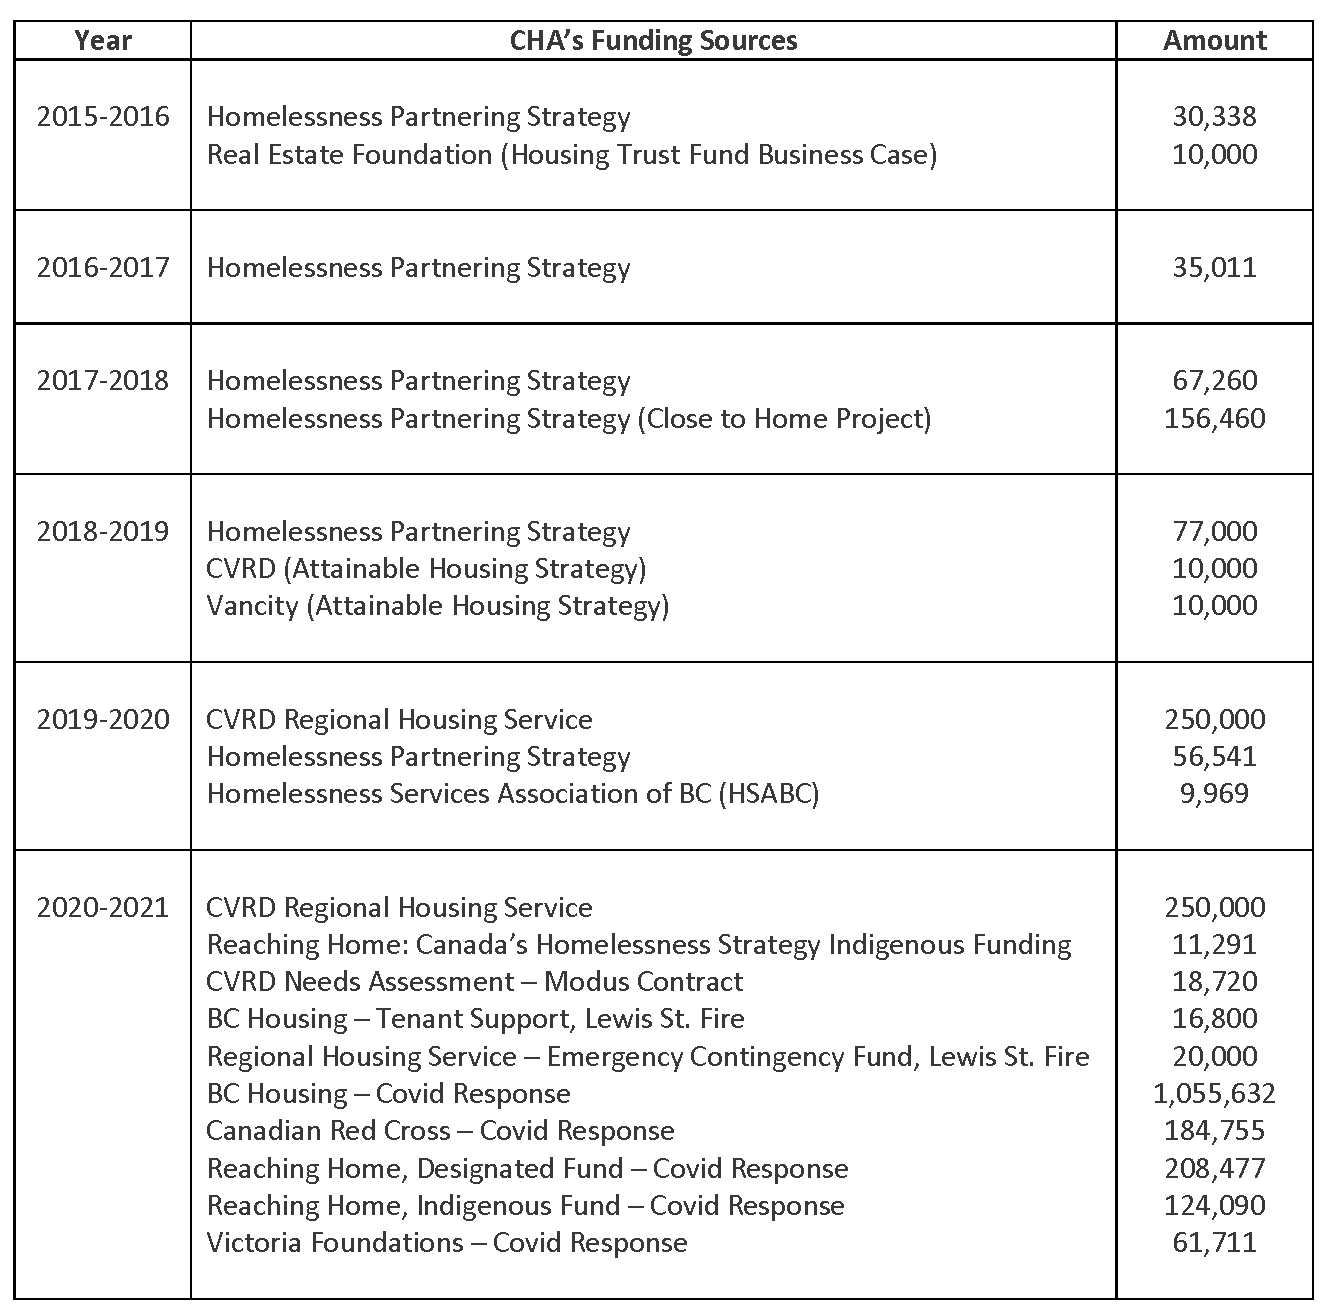 Year CHA’s Funding Sources Amount
2015-2016 Homelessness Partnering Strategy 30,338
Real Estate Foundation (Housing Trust Fund Business Case) 10,000
2016-2017 Homelessness Partnering Strategy 35,011
2017-2018 Homelessness Partnering Strategy 67,260
Homelessness Partnering Strategy (Close to Home Project) 156,460
2018-2019 Homelessness Partnering Strategy 77,000
CVRD (Attainable Housing Strategy) 10,000
Vancity (Attainable Housing Strategy) 10,000
2019-2020 CVRD Regional Housing Service 250,000
Homelessness Partnering Strategy 56,541
Homelessness Services Association of BC (HSABC) 9,969
2020-2021 CVRD Regional Housing Service 250,000
Reaching Home: Canada’s Homelessness Strategy Indigenous Funding 11,291
CVRD Needs Assessment – Modus Contract 18,720
BC Housing – Tenant Support, Lewis St. Fire 16,800
Regional Housing Service – Emergency Contingency Fund, Lewis St. Fire 20,000
BC Housing – Covid Response 1,055,632
Canadian Red Cross – Covid Response 184,755
Reaching Home, Designated Fund – Covid Response 208,477
Reaching Home, Indigenous Fund – Covid Response 124,090
Victoria Foundations – Covid Response 61,711